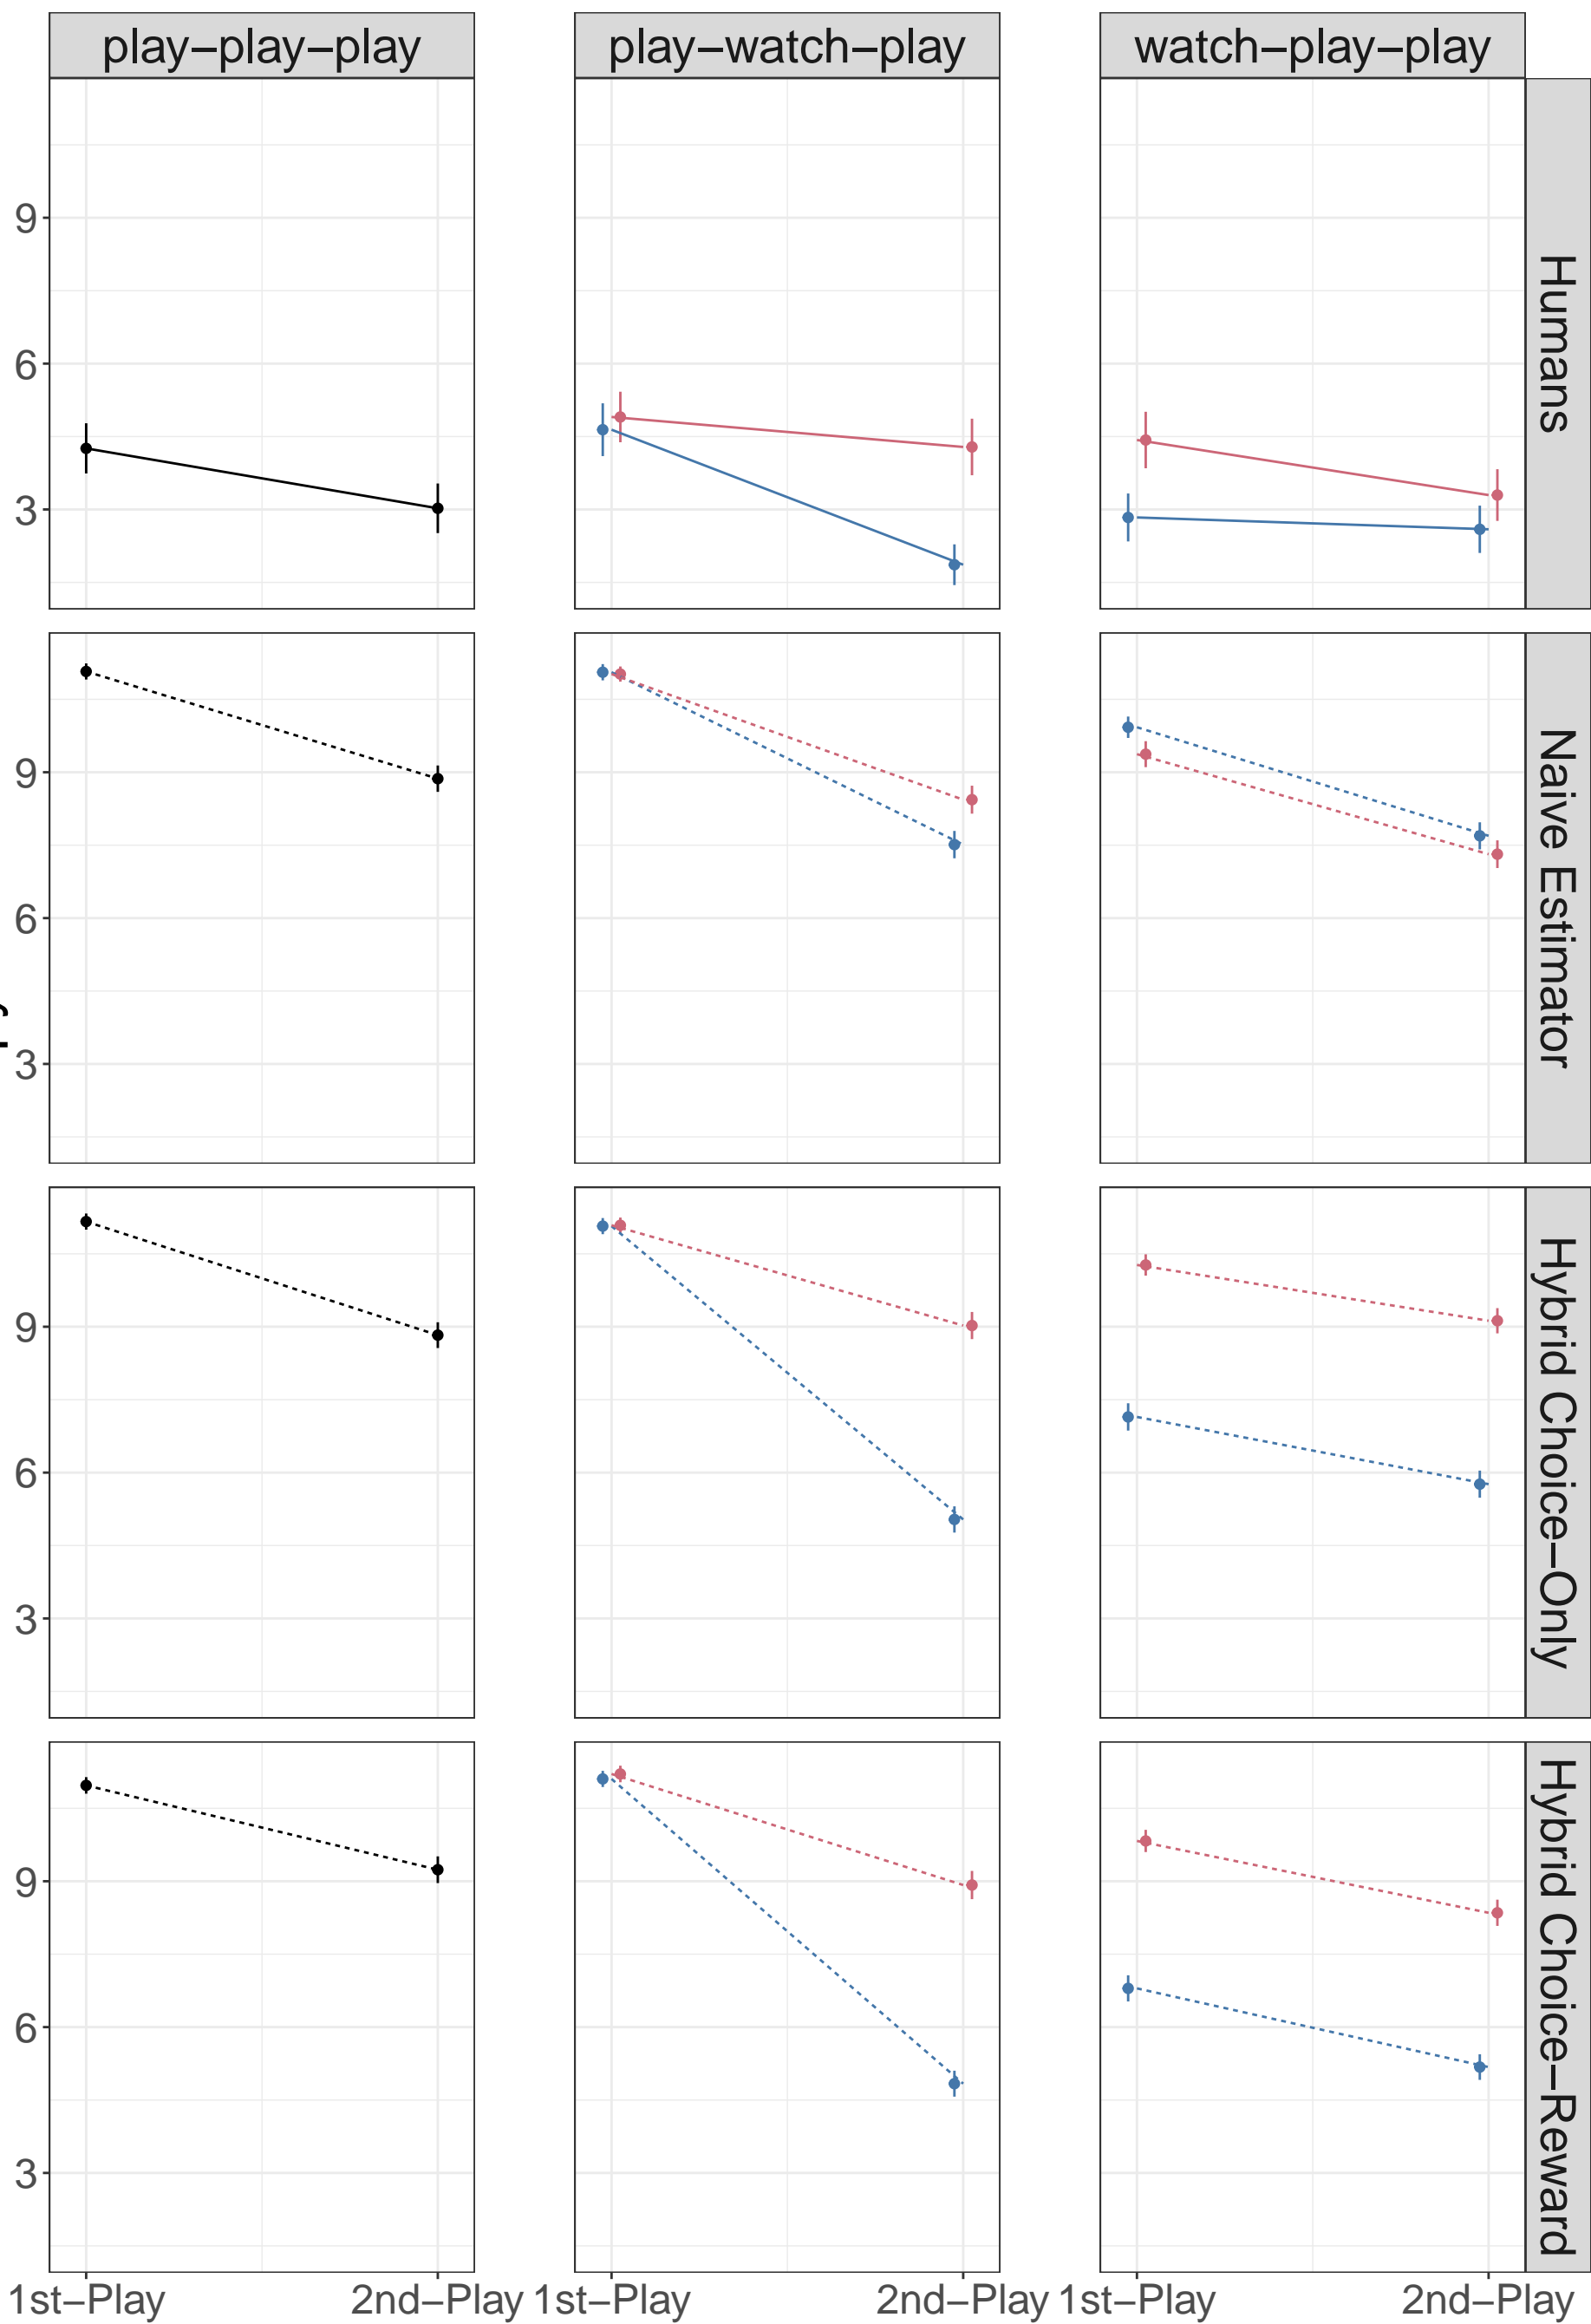 play–play–play
play–watch–play
watch–play–play
Humans
9
6
3
Naive Estimator
9
6
3
Hybrid Choice–Only
9
6
3
Hybrid Choice–Reward
9
6
3
1st–Play
2nd–Play
1st–Play
2nd–Play
1st–Play
2nd–Play